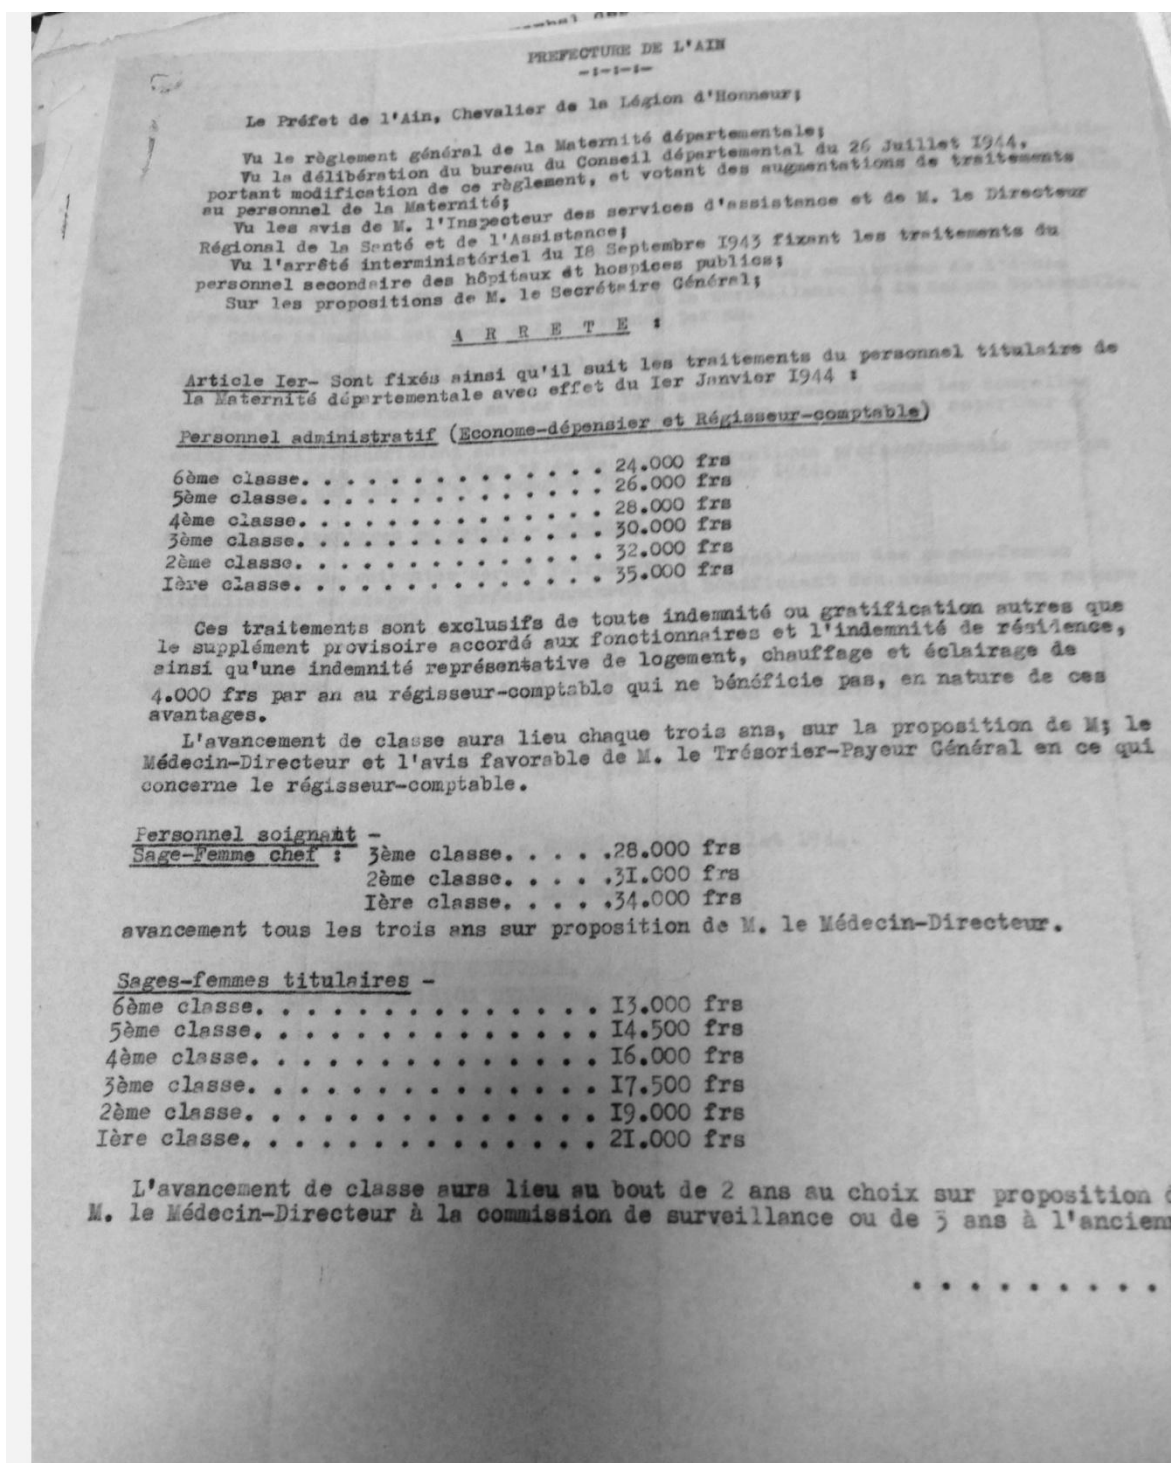 PREFECTURE DE L'AIN
-:-:-:-
Le Préfet de l'Ain, Chevalier de la Légion d'Honneur;
Vu le règlement général de la Maternité départementale;
Vu la délibération du bureau du Conseil départemental du 26 Juillet 1944,
portant modification de ce règlement, et votant des augmentations de traitements
au personnel de la Maternité;
Vu les avis de M. l'Inspecteur des services d'assistance et de M. le Directeur
Régional de la Santé et de l'Assistance;
Vu l'arrêté interministériel du I8 Septembre I943 fixant les traitements du
personnel secondaire des hôpitaux et hospices publics;
Sur les propositions de M. le Secrétaire Général;
A R R E T E :
Article Ier- Sont fixés ainsi qu'il suit les traitements du personnel titulaire de
la Maternité départementale avec effet du Ier Janvier I944 :
Personnel administratif (Econome-dépensier et Régisseur-comptable)
6ème classe. . . . . . . . . . . . . . 24.000 frs
5ème classe. . . . . . . . . . . . . . 26.000 frs
4ème classe. . . . . . . . . . . . . . 28.000 frs
3ème classe. . . . . . . . . . . . . . 30.000 frs
2ème classe. . . . . . . . . . . . . . 32.000 frs
Ière classe. . . . . . . . . . . . . . 35.000 frs
Ces traitements sont exclusifs de toute indemnité ou gratification autres que
le supplément provisoire accordé aux fonctionnaires et l'indemnité de résidence,
ainsi qu'une indemnité représentative de logement, chauffage et éclairage de
4.000 frs par an au régisseur-comptable qui ne bénéficie pas, en nature de ces
avantages.
L'avancement de classe aura lieu chaque trois ans, sur la proposition de M; le
Médecin-Directeur et l'avis favorable de M. le Trésorier-Payeur Général en ce qui
concerne le régisseur-comptable.
Personnel soignant -
Sage-Femme chef : 3ème classe. . . . .28.000 frs
2ème classe. . . . .3I.000 frs
Ière classe. . . . .34.000 frs
avancement tous les trois ans sur proposition de M. le Médecin-Directeur.
Sages-femmes titulaires -
6ème classe. . . . . . . . . . . . . . I3.000 frs
5ème classe. . . . . . . . . . . . . . I4.500 frs
4ème classe. . . . . . . . . . . . . . I6.000 frs
3ème classe. . . . . . . . . . . . . . I7.500 frs
2ème classe. . . . . . . . . . . . . . I9.000 frs
Ière classe. . . . . . . . . . . . . . 2I.000 frs
L'avancement de classe aura lieu au bout de 2 ans au choix sur proposition
M. le Médecin-Directeur à la commission de surveillance ou de 3 ans à l'ancien
. . . . . . . . .